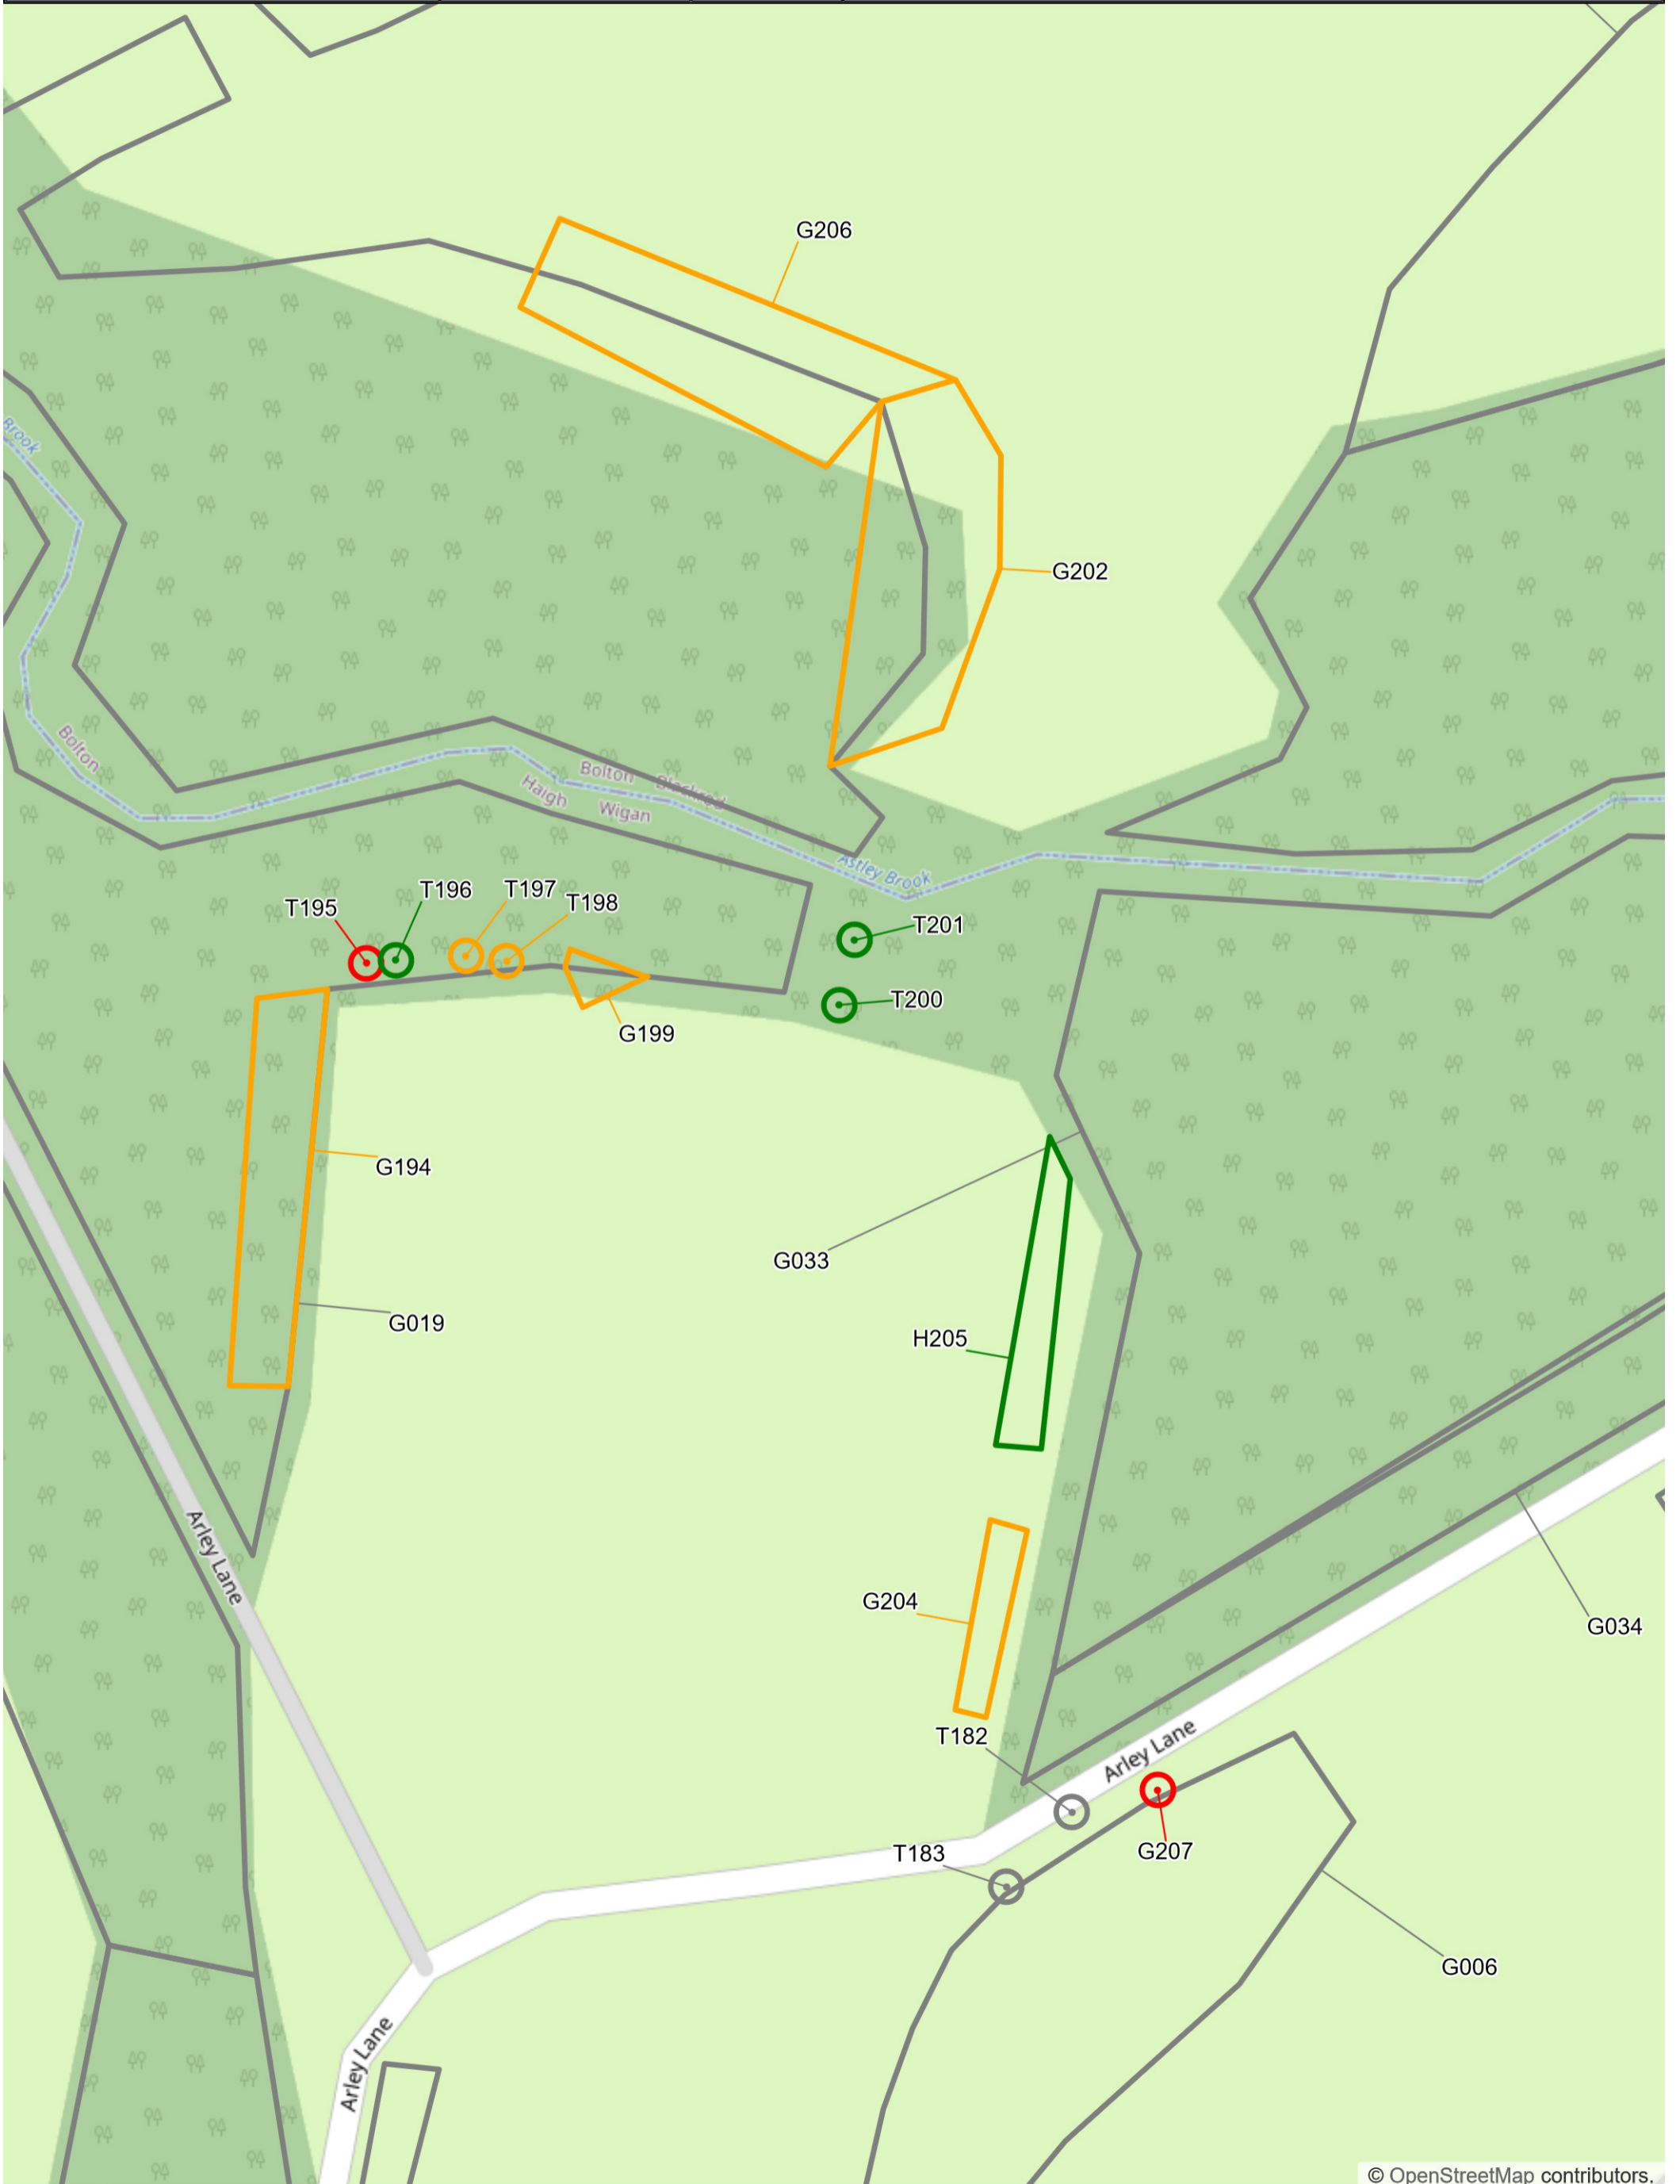 G206
Brook
G202
Bolton
Bolton
Blackrod
Haigh
Wigan
Astley Brook
T195
T196
T197
T198
T201
T200
G199
G194
G033
G019
H205
Arley Lane
G204
G034
T182
Arley Lane
T183
G207
G006
Arley Lane
© OpenStreetMap contributors.